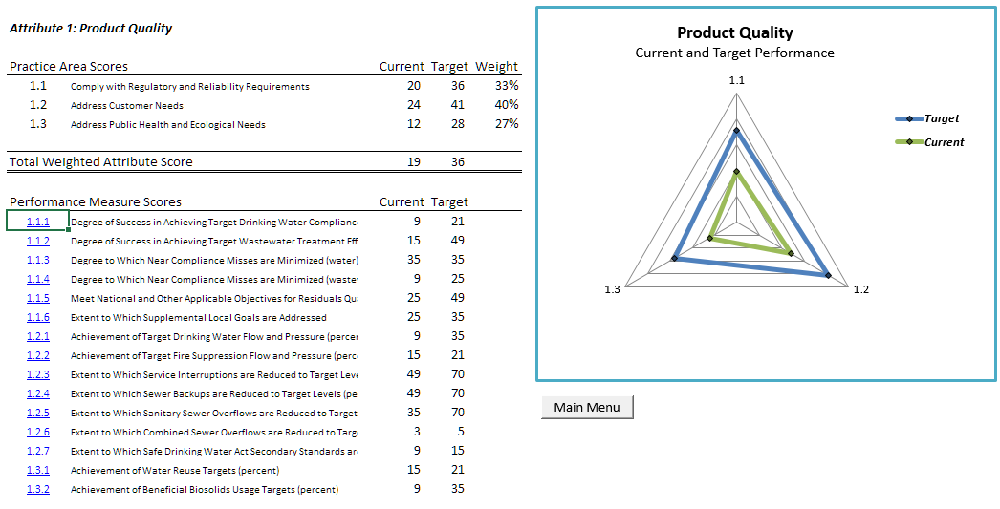 Attribute 1: Product Quality
Practice Area Scores Current Target Weight
1.1 Comply with Regulatory and Reliability Requirements 20 36 33%
1.2 Address Customer Needs 24 41 40%
1.3 Address Public Health and Ecological Needs 12 28 27%
Total Weighted Attribute Score 19 36
Performance Measure Scores Current Target
1.1.1 Degree of Success in Achieving Target Drinking Water Complianc 9 21
1.1.2 Degree of Success in Achieving Target Wastewater Treatment Eff 15 49
1.1.3 Degree to Which Near Compliance Misses are Minimized (water) 35 35
1.1.4 Degree to Which Near Compliance Misses are Minimized (waste 9 25
1.1.5 Meet National and Other Applicable Objectives for Residuals Qu 25 49
1.1.6 Extent to Which Supplemental Local Goals are Addressed 25 35
1.2.1 Achievement of Target Drinking Water Flow and Pressure (perce 9 35
1.2.2 Achievement of Target Fire Suppression Flow and Pressure (perc 15 21
1.2.3 Extent to Which Service Interruptions are Reduced to Target Leve 49 70
1.2.4 Extent to Which Sewer Backups are Reduced to Target Levels (pe 49 70
1.2.5 Extent to Which Sanitary Sewer Overflows are Reduced to Target 35 70
1.2.6 Extent to Which Combined Sewer Overflows are Reduced to Targ 3 5
1.2.7 Extent to Which Safe Drinking Water Act Secondary Standards ar 9 15
1.3.1 Achievement of Water Reuse Targets (percent) 15 21
1.3.2 Achievement of Beneficial Biosolids Usage Targets (percent) 9 35
Product Quality
Current and Target Performance
1.1
Target
Current
1.3
1.2
Main Menu